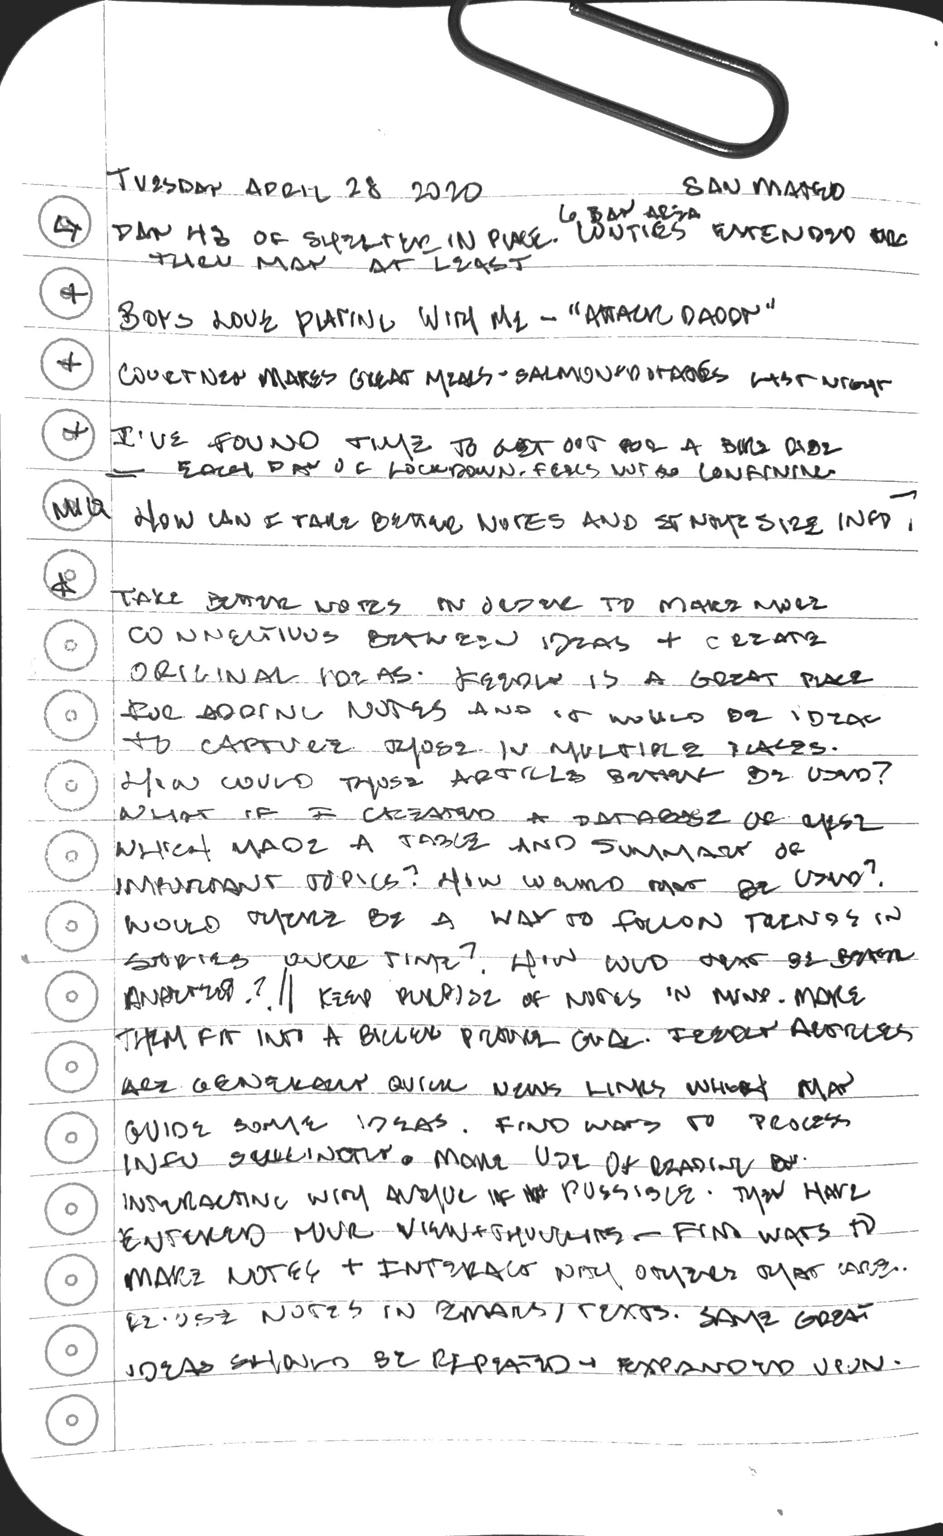 TUESDAY APRIL 28 2020 SAN MATEO
DAY 43 OF SHELTER IN PLACE. 6 BAY AREA COUNTIES EXTENDED
THRU MAY AT LEAST
BOYS LOVE PLAYING WITH ME - "ATTACK DADDY"
COURTNEY MAKES GREAT MEALS - SALMON + POTATOES LAST NIGHT
I'VE FOUND TIME TO GET OUT FOR A BIKE RIDE
— EACH DAY OF LOCKDOWN. FEELS CONFINING
HOW CAN I TAKE BETTER NOTES AND SYNTHESIZE INFO?
TAKE BETTER NOTES IN ORDER TO MAKE MORE
CONNECTIONS BETWEEN IDEAS + CREATE
ORIGINAL IDEAS. FEEDLY IS A GREAT PLACE
FOR ADDING NOTES AND IT WOULD BE IDEAL
TO CAPTURE THOSE IN MULTIPLE PLACES.
HOW COULD THOSE ARTICLES BETTER BE USED?
WHAT IF I CREATED A DATABASE OF THESE
WHICH MADE A TABLE AND SUMMARY OF
IMPORTANT TOPICS? HOW WOULD THAT BE USED?
WOULD THERE BE A WAY TO FOLLOW TRENDS IN
STORIES OVER TIME? HOW COULD THAT BE BETTER
ANALYZED? // KEEP PURPOSE OF NOTES IN MIND. MAKE
THEM FIT INTO A BIGGER PICTURE GOAL. FEEDLY ARTICLES
ARE GENERALLY QUICK NEWS LINKS WHICH MAY
GUIDE SOME IDEAS. FIND WAYS TO PROCESS
INFO. MAKE USE OF READING BY
INTERACTING WITH AUTHOR IF POSSIBLE. THEY HAVE
ENTERED YOUR VIEW + THOUGHTS - FIND WAYS TO
MAKE NOTES + INTERACT WITH OTHERS THAT CARE.
RE-USE NOTES IN EMAILS/TEXTS. SAME GREAT
IDEAS SHOULD BE REPEATED + EXPANDED UPON.